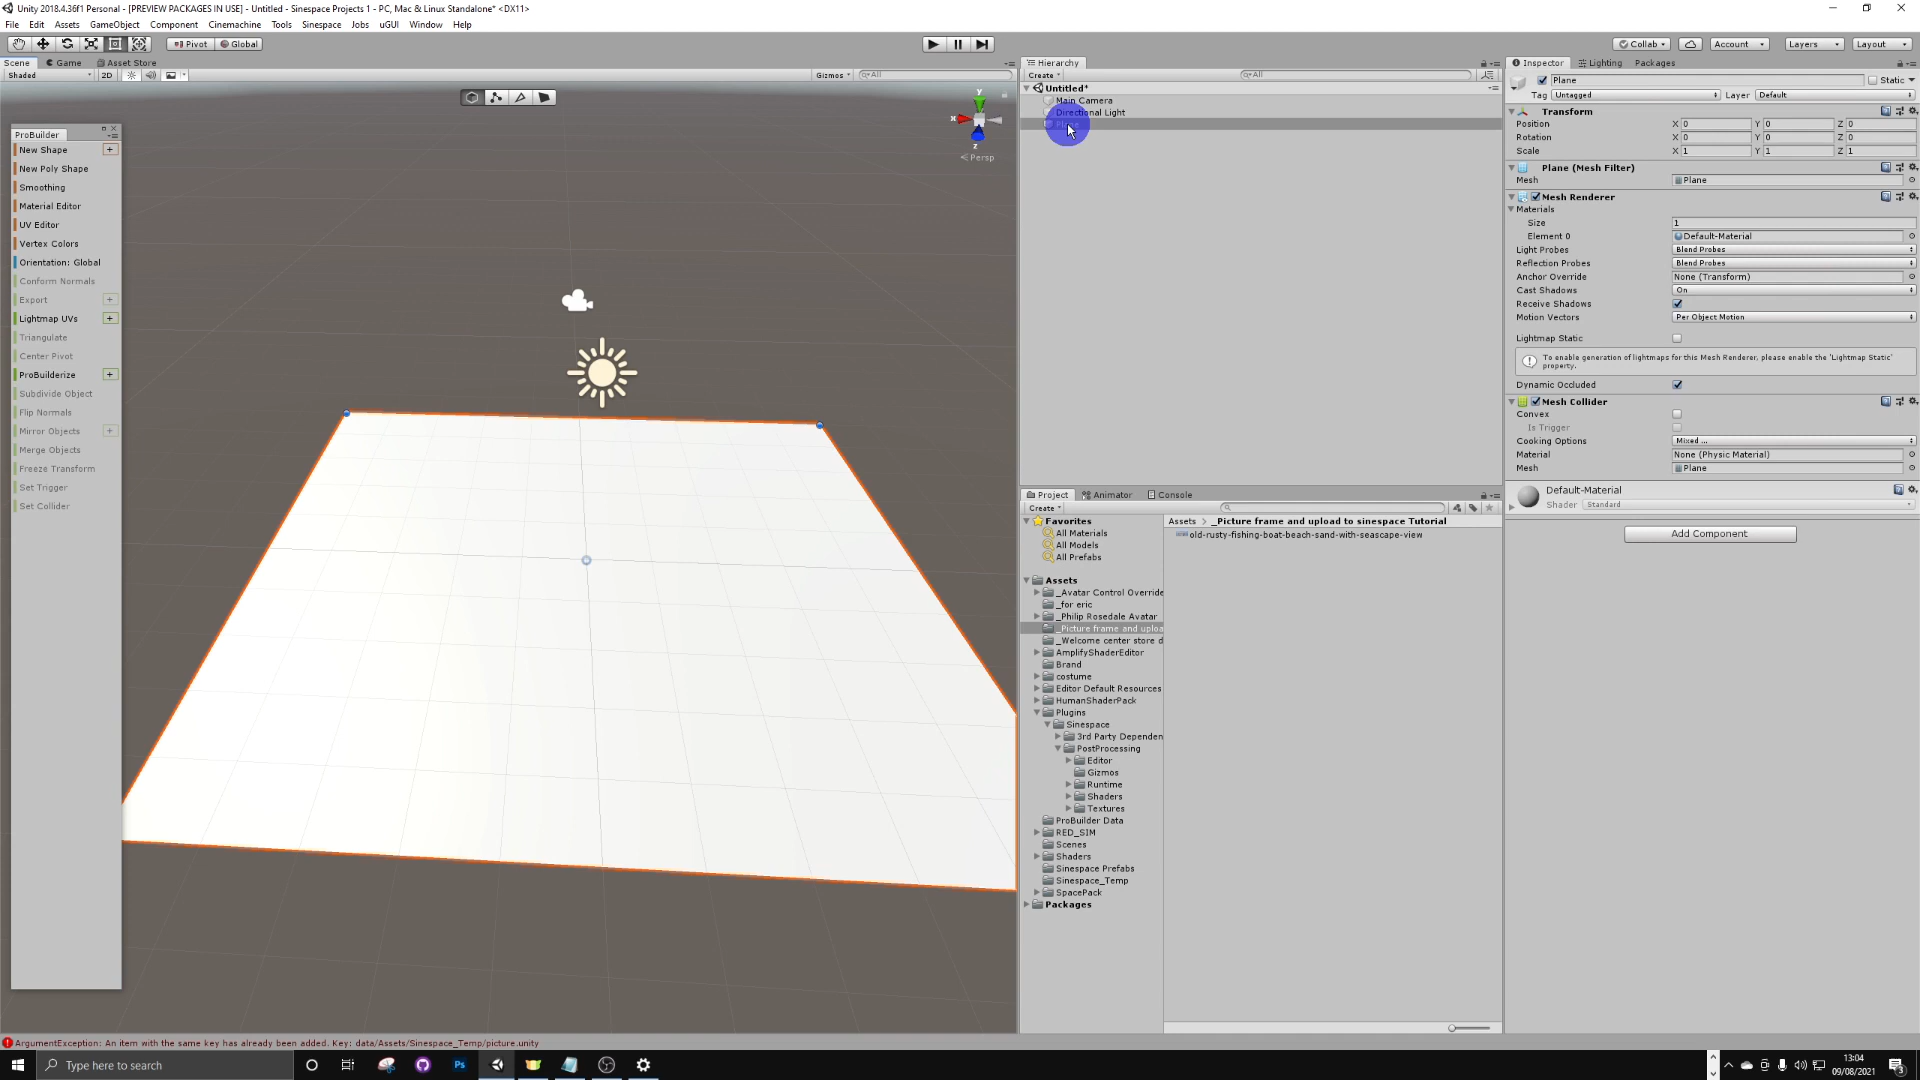 Unity 2018.4.36f1 Personal - [PREVIEW PACKAGES IN USE] - Untitled - Sinespace Projects 1 - PC, Mac & Linux Standalone* <DX11>
File Edit Assets GameObject Component Cinemachine Tools Sinespace Jobs uGUI Window Help
Pivot Global Collab Account Layers Layout
Scene Game Asset Store
Shaded 2D Gizmos All
y
x
z
Persp
ProBuilder
New Shape +
New Poly Shape
Smoothing
Material Editor
UV Editor
Vertex Colors
Orientation: Global
Conform Normals
Export +
Lightmap UVs +
Triangulate
Center Pivot
ProBuilderize +
Subdivide Object
Flip Normals
Mirror Objects +
Merge Objects
Freeze Transform
Set Trigger
Set Collider
Hierarchy
Create All
Untitled*
Main Camera
Directional Light
Project Animator Console
Create
Favorites
All Materials
All Models
All Prefabs
Assets
_Avatar Control Override
_for eric
_Philip Rosedale Avatar
_Picture frame and uploa
_Welcome center store d
AmplifyShaderEditor
Brand
costume
Editor Default Resources
HumanShaderPack
Plugins
Sinespace
3rd Party Dependen
PostProcessing
Editor
Gizmos
Runtime
Shaders
Textures
ProBuilder Data
RED_SIM
Scenes
Shaders
Sinespace Prefabs
Sinespace_Temp
SpacePack
Packages
Assets > _Picture frame and upload to sinespace Tutorial
old-rusty-fishing-boat-beach-sand-with-seascape-view
Inspector Lighting Packages
Plane Static
Tag Untagged Layer Default
Transform
Position X 0 Y 0 Z 0
Rotation X 0 Y 0 Z 0
Scale X 1 Y 1 Z 1
Plane (Mesh Filter)
Mesh Plane
Mesh Renderer
Materials
Size 1
Element 0 Default-Material
Light Probes Blend Probes
Reflection Probes Blend Probes
Anchor Override None (Transform)
Cast Shadows On
Receive Shadows
Motion Vectors Per Object Motion
Lightmap Static
To enable generation of lightmaps for this Mesh Renderer, please enable the 'Lightmap Static'
property.
Dynamic Occluded
Mesh Collider
Convex
Is Trigger
Cooking Options Mixed ...
Material None (Physic Material)
Mesh Plane
Default-Material
Shader Standard
Add Component
ArgumentException: An item with the same key has already been added. Key: data/Assets/Sinespace_Temp/picture.unity
Type here to search
Ps
13:04
09/08/2021
3